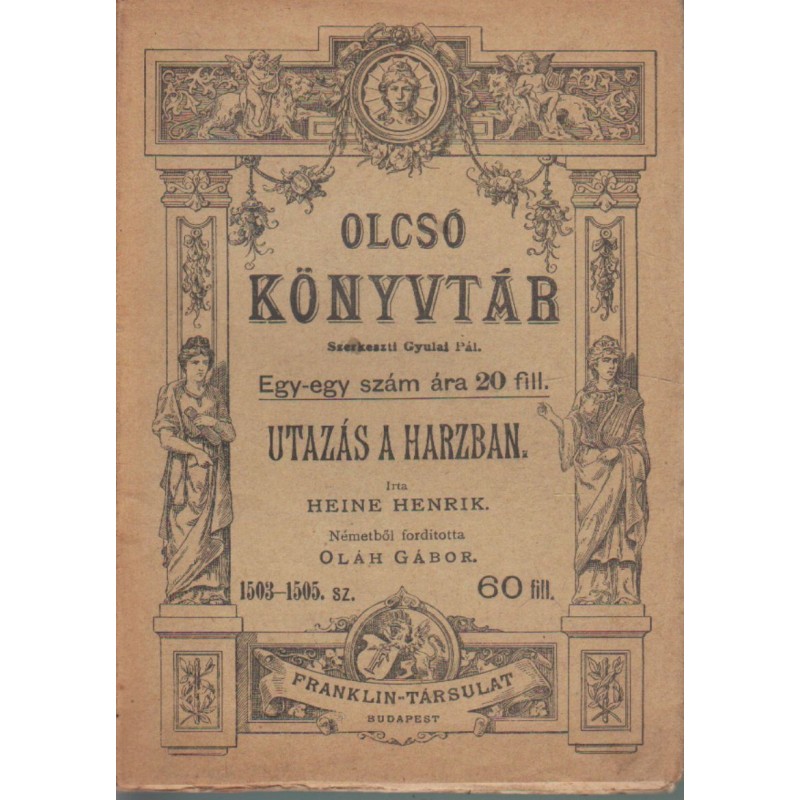 OLCSÓ
KÖNYVTÁR
Szerkeszti Gyulai Pál.
Egy-egy szám ára 20 fill.
UTAZÁS A HARZBAN.
Irta
HEINE HENRIK.
Németből fordította
OLÁH GÁBOR.
1503–1505. sz. 60 fill.
FRANKLIN-TÁRSULAT
BUDAPEST